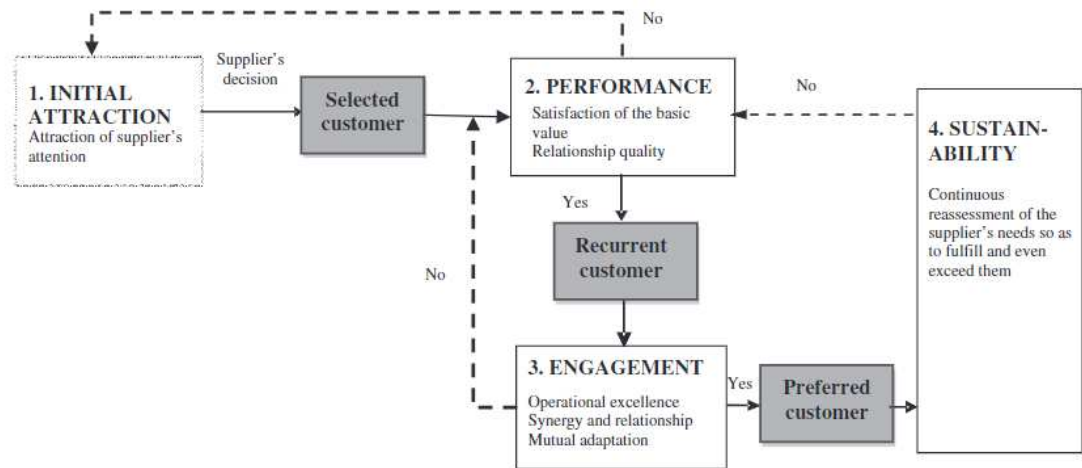 No
1. INITIAL
ATTRACTION
Attraction of supplier's
attention
Supplier's
decision
Selected
customer
2. PERFORMANCE
Satisfaction of the basic
value
Relationship quality
No
4. SUSTAIN-
ABILITY
Continuous
reassessment of the
supplier's needs so as
to fulfill and even
exceed them
Yes
Recurrent
customer
No
3. ENGAGEMENT
Operational excellence
Synergy and relationship
Mutual adaptation
Yes
Preferred
customer